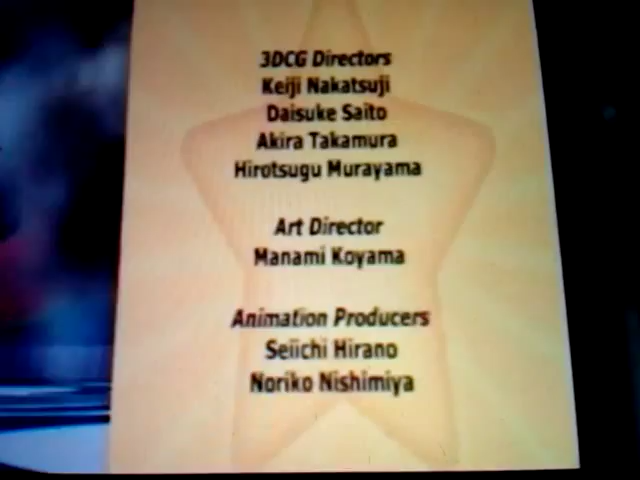 3DCG Directors
Keiji Nakatsuji
Daisuke Saito
Akira Takamura
Hirotsugu Murayama
Art Director
Manami Koyama
Animation Producers
Seiichi Hirano
Noriko Nishimiya